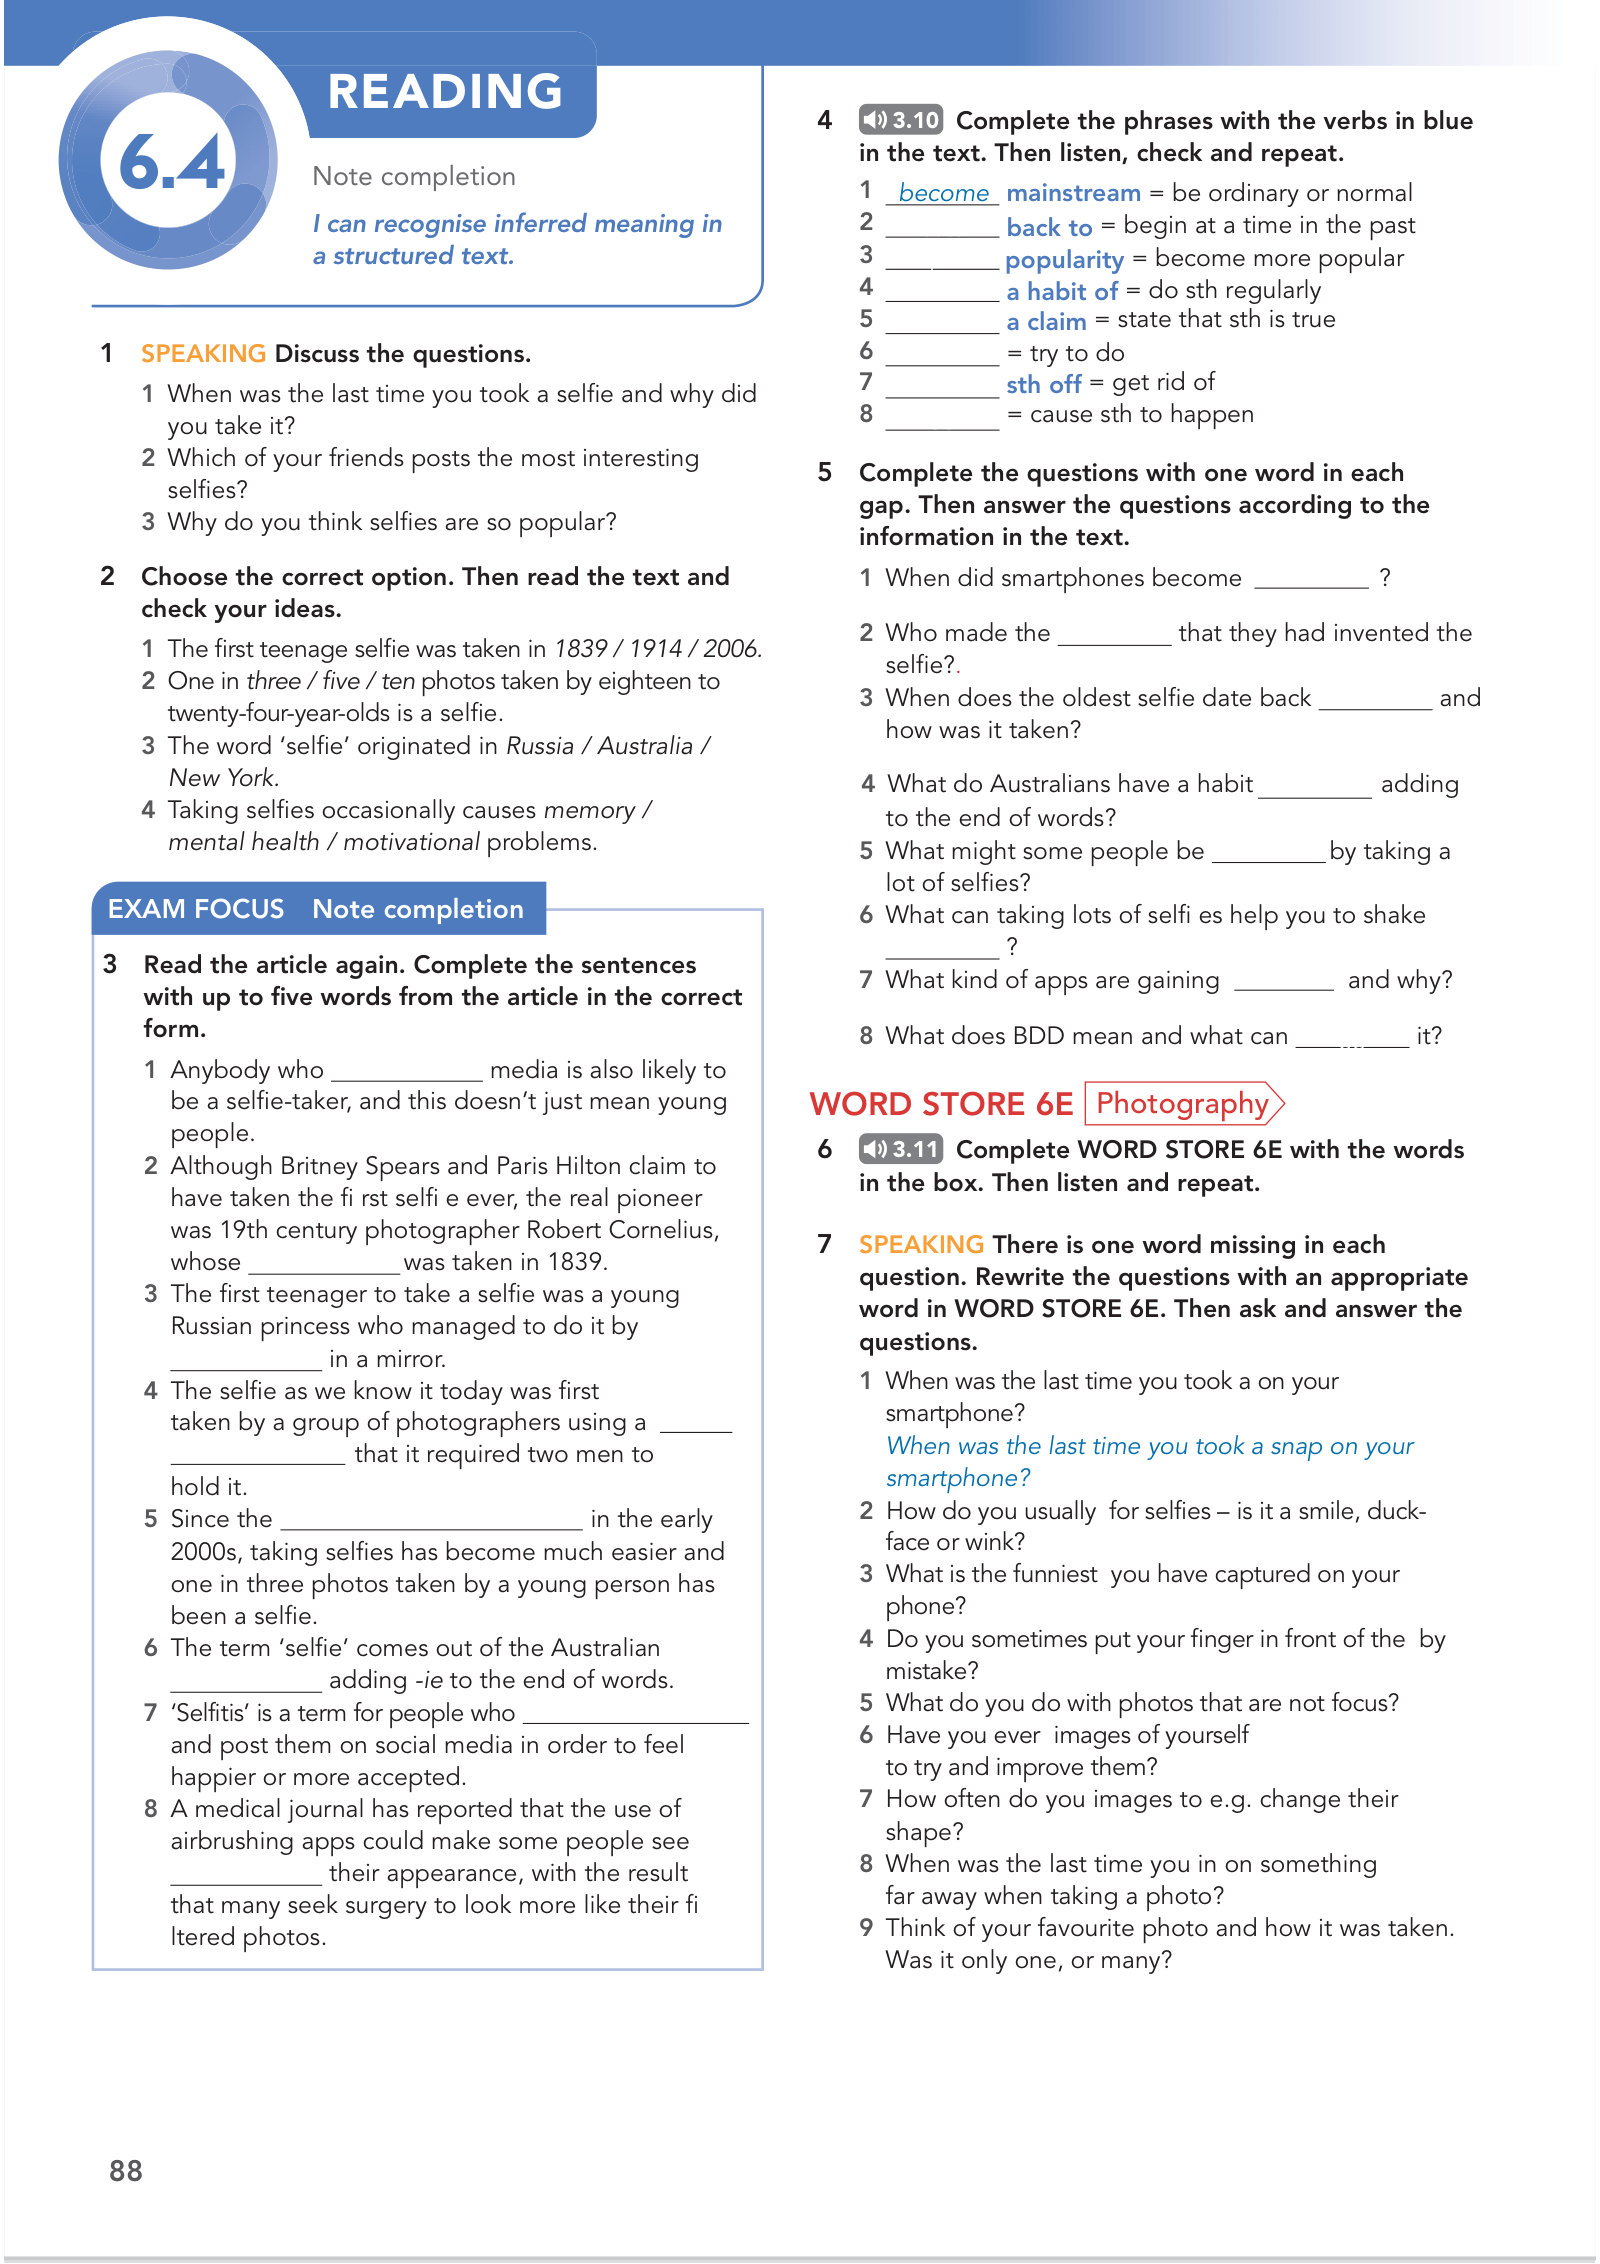 READING
6.4
Note completion
I can recognise inferred meaning in
a structured text.
1 SPEAKING Discuss the questions.
1 When was the last time you took a selfie and why did
you take it?
2 Which of your friends posts the most interesting
selfies?
3 Why do you think selfies are so popular?
2 Choose the correct option. Then read the text and
check your ideas.
1 The first teenage selfie was taken in 1839 / 1914 / 2006.
2 One in three / five / ten photos taken by eighteen to
twenty-four-year-olds is a selfie.
3 The word ‘selfie’ originated in Russia / Australia /
New York.
4 Taking selfies occasionally causes memory /
mental health / motivational problems.
EXAM FOCUS Note completion
3 Read the article again. Complete the sentences
with up to five words from the article in the correct
form.
1 Anybody who ____________ media is also likely to
be a selfie-taker, and this doesn’t just mean young
people.
2 Although Britney Spears and Paris Hilton claim to
have taken the fi rst selfi e ever, the real pioneer
was 19th century photographer Robert Cornelius,
whose ____________ was taken in 1839.
3 The first teenager to take a selfie was a young
Russian princess who managed to do it by
____________ in a mirror.
4 The selfie as we know it today was first
taken by a group of photographers using a ______
______________ that it required two men to
hold it.
5 Since the ________________________ in the early
2000s, taking selfies has become much easier and
one in three photos taken by a young person has
been a selfie.
6 The term ‘selfie’ comes out of the Australian
____________ adding -ie to the end of words.
7 ‘Selfitis’ is a term for people who __________________
and post them on social media in order to feel
happier or more accepted.
8 A medical journal has reported that the use of
airbrushing apps could make some people see
____________ their appearance, with the result
that many seek surgery to look more like their fi
ltered photos.
88
4 3.10 Complete the phrases with the verbs in blue
in the text. Then listen, check and repeat.
1 become mainstream = be ordinary or normal
2 _________ back to = begin at a time in the past
3 _________ popularity = become more popular
4 _________ a habit of = do sth regularly
5 _________ a claim = state that sth is true
6 _________ = try to do
7 _________ sth off = get rid of
8 _________ = cause sth to happen
5 Complete the questions with one word in each
gap. Then answer the questions according to the
information in the text.
1 When did smartphones become _________ ?
2 Who made the _________ that they had invented the
selfie?.
3 When does the oldest selfie date back _________ and
how was it taken?
4 What do Australians have a habit _________ adding
to the end of words?
5 What might some people be _________ by taking a
lot of selfies?
6 What can taking lots of selfi es help you to shake
_________ ?
7 What kind of apps are gaining ________ and why?
8 What does BDD mean and what can _________ it?
WORD STORE 6E Photography
6 3.11 Complete WORD STORE 6E with the words
in the box. Then listen and repeat.
7 SPEAKING There is one word missing in each
question. Rewrite the questions with an appropriate
word in WORD STORE 6E. Then ask and answer the
questions.
1 When was the last time you took a on your
smartphone?
When was the last time you took a snap on your
smartphone?
2 How do you usually for selfies – is it a smile, duck-
face or wink?
3 What is the funniest you have captured on your
phone?
4 Do you sometimes put your finger in front of the by
mistake?
5 What do you do with photos that are not focus?
6 Have you ever images of yourself
to try and improve them?
7 How often do you images to e.g. change their
shape?
8 When was the last time you in on something
far away when taking a photo?
9 Think of your favourite photo and how it was taken.
Was it only one, or many?